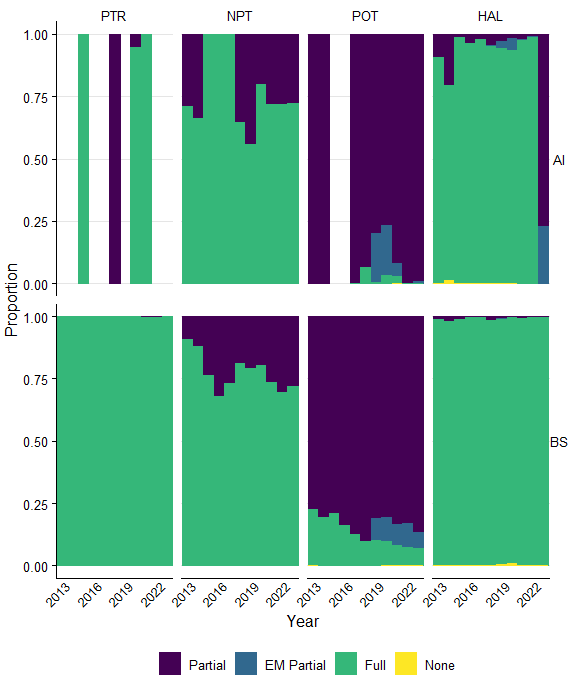 PTR NPT POT HAL
1.00
0.75
0.50
0.25
0.00
AI
1.00
0.75
0.50
0.25
0.00
BS
Proportion
2013 2016 2019 2022 2013 2016 2019 2022 2013 2016 2019 2022 2013 2016 2019 2022
Year
Partial EM Partial Full None